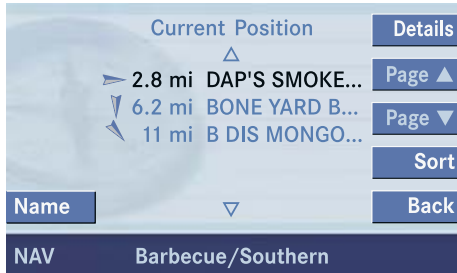 Current Position
Details
2.8 mi DAP'S SMOKE...
Page
6.2 mi BONE YARD B...
Page
11 mi B DIS MONGO...
Sort
Name
Back
NAV Barbecue/Southern